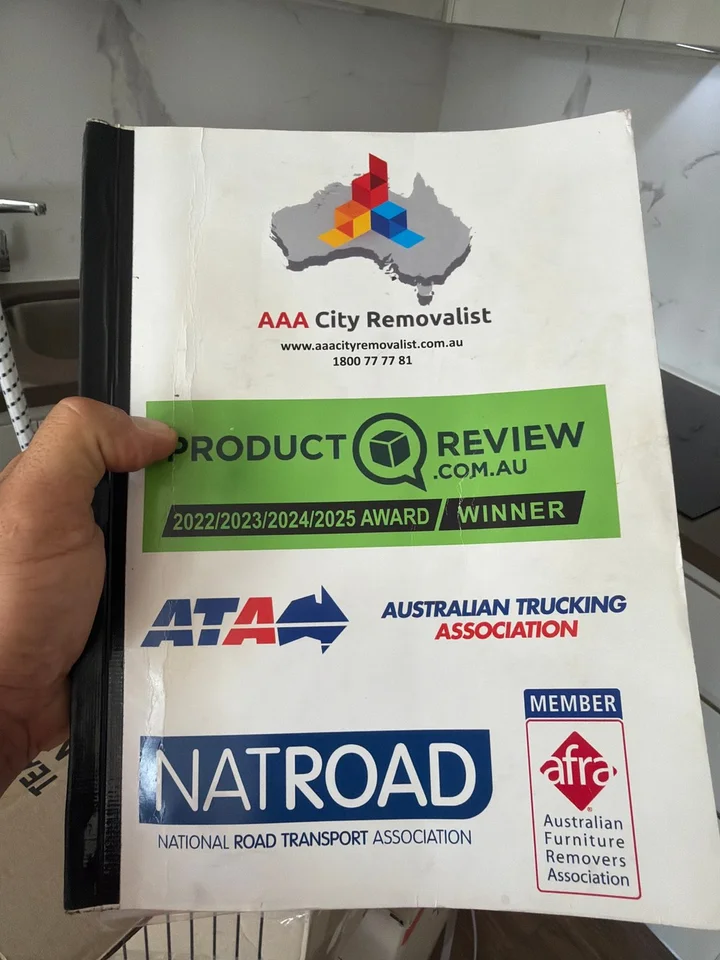 AAA City Removalist
www.aaacityremovalist.com.au
1800 77 77 81
PRODUCT REVIEW
.COM.AU
2022/2023/2024/2025 AWARD / WINNER
ATA
AUSTRALIAN TRUCKING
ASSOCIATION
MEMBER
afra
Australian
Furniture
Removers
Association
NATROAD
NATIONAL ROAD TRANSPORT ASSOCIATION